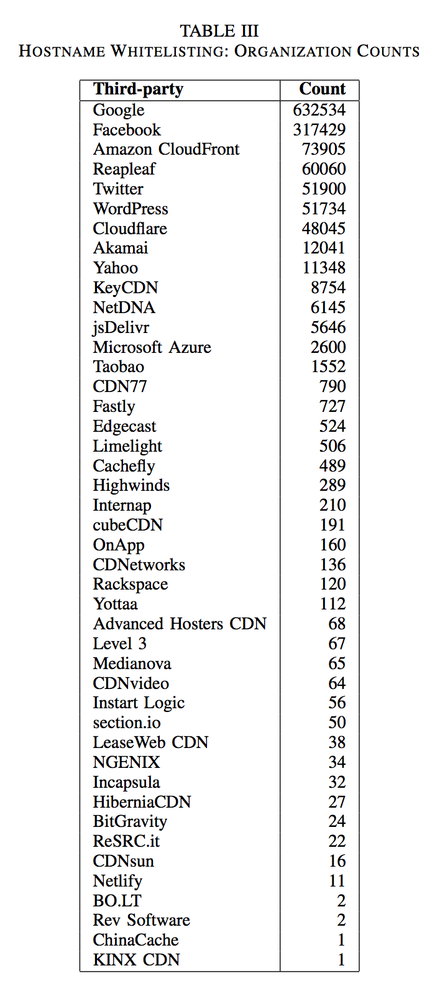 TABLE III
HOSTNAME WHITELISTING: ORGANIZATION COUNTS
Third-party Count
Google 632534
Facebook 317429
Amazon CloudFront 73905
Reapleaf 60060
Twitter 51900
WordPress 51734
Cloudflare 48045
Akamai 12041
Yahoo 11348
KeyCDN 8754
NetDNA 6145
jsDelivr 5646
Microsoft Azure 2600
Taobao 1552
CDN77 790
Fastly 727
Edgecast 524
Limelight 506
Cachefly 489
Highwinds 289
Internap 210
cubeCDN 191
OnApp 160
CDNetworks 136
Rackspace 120
Yottaa 112
Advanced Hosters CDN 68
Level 3 67
Medianova 65
CDNvideo 64
Instart Logic 56
section.io 50
LeaseWeb CDN 38
NGENIX 34
Incapsula 32
HiberniaCDN 27
BitGravity 24
ReSRC.it 22
CDNsun 16
Netlify 11
BO.LT 2
Rev Software 2
ChinaCache 1
KINX CDN 1